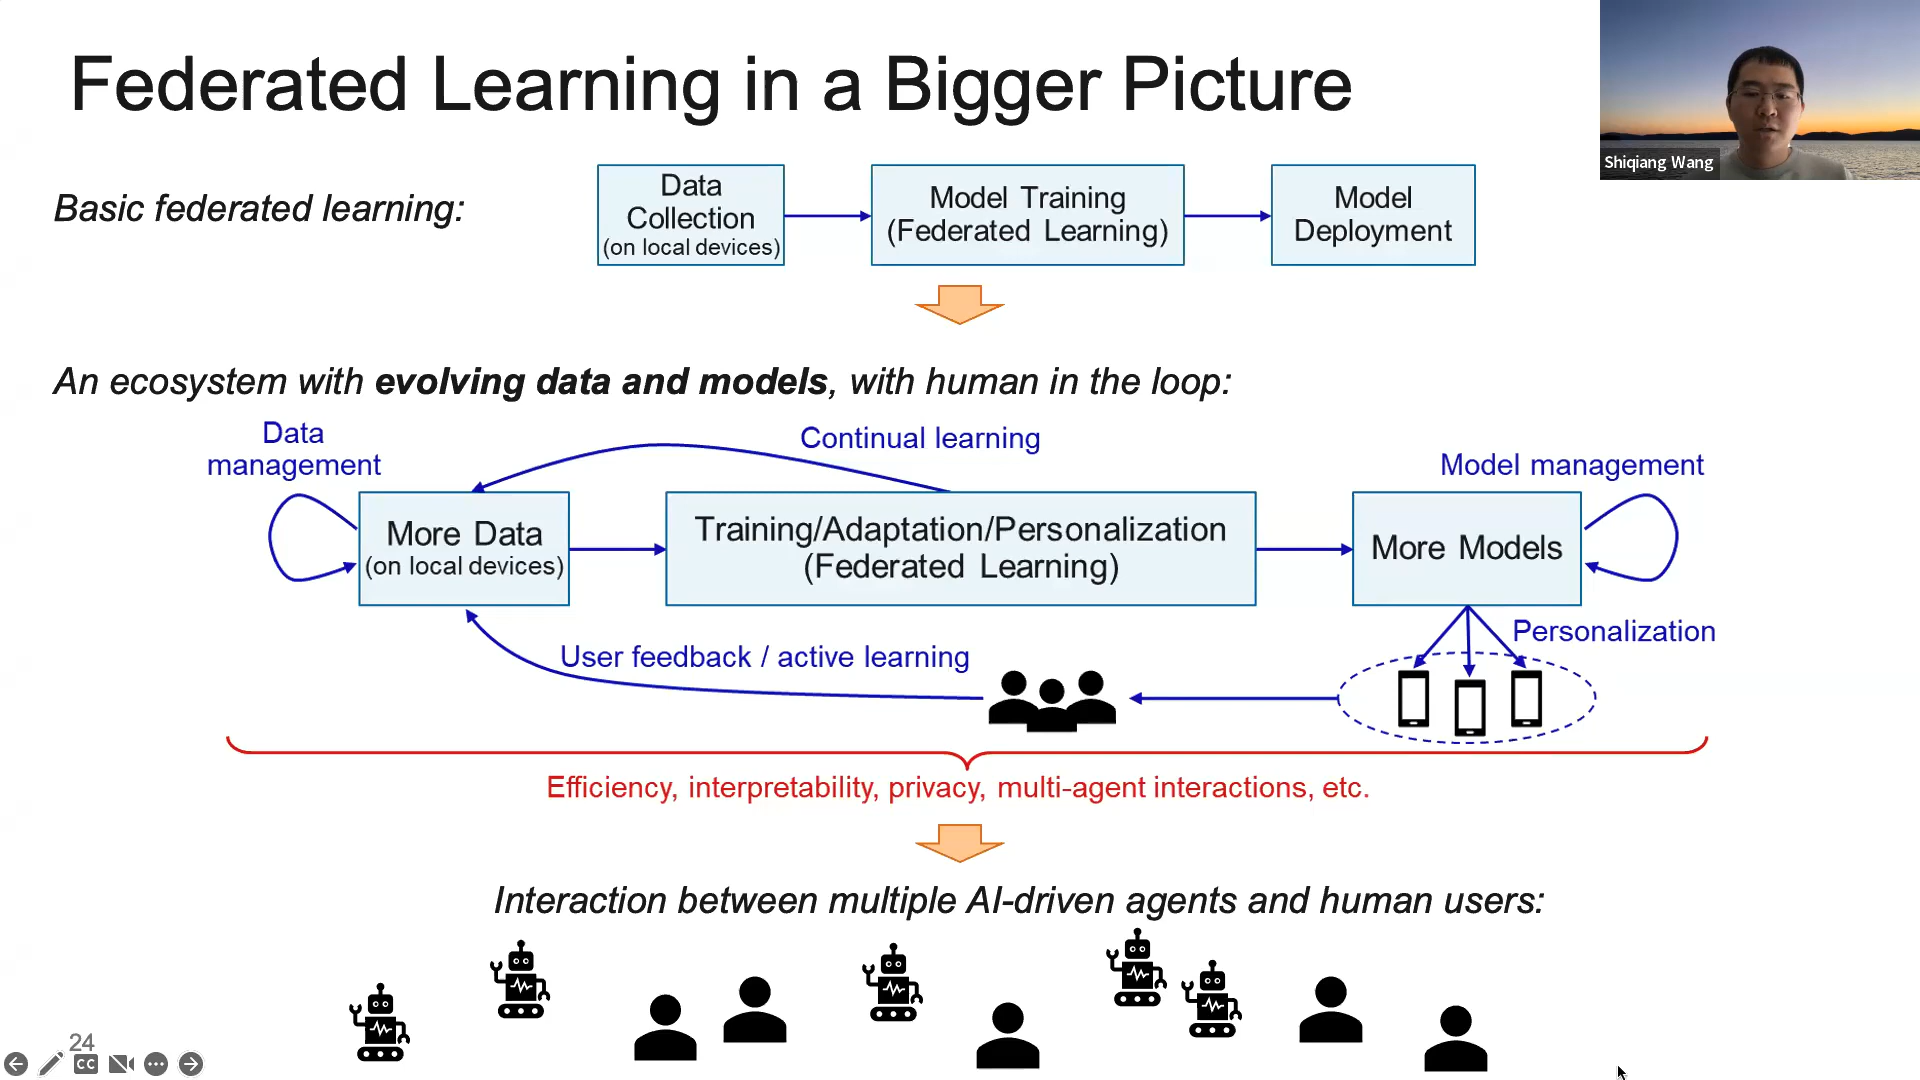 Federated Learning in a Bigger Picture
Shiqiang Wang
Basic federated learning:
Data
Collection
(on local devices)
Model Training
(Federated Learning)
Model
Deployment
An ecosystem with evolving data and models, with human in the loop:
Data
management
Continual learning
Model management
More Data
(on local devices)
Training/Adaptation/Personalization
(Federated Learning)
More Models
Personalization
User feedback / active learning
Efficiency, interpretability, privacy, multi-agent interactions, etc.
Interaction between multiple AI-driven agents and human users:
24
CC